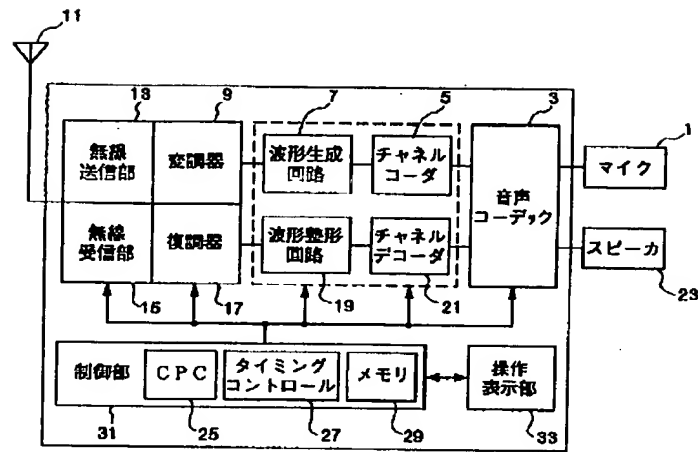 11
13
9
7
5
3
1
無線
送信部
変調器
波形生成
回路
チャネル
コーダ
音声
コーデック
マイク
無線
受信部
復調器
波形整形
回路
チャネル
デコーダ
スピーカ
15
17
19
21
23
制御部
CPC
タイミング
コントロール
メモリ
操作
表示部
31
25
27
29
33